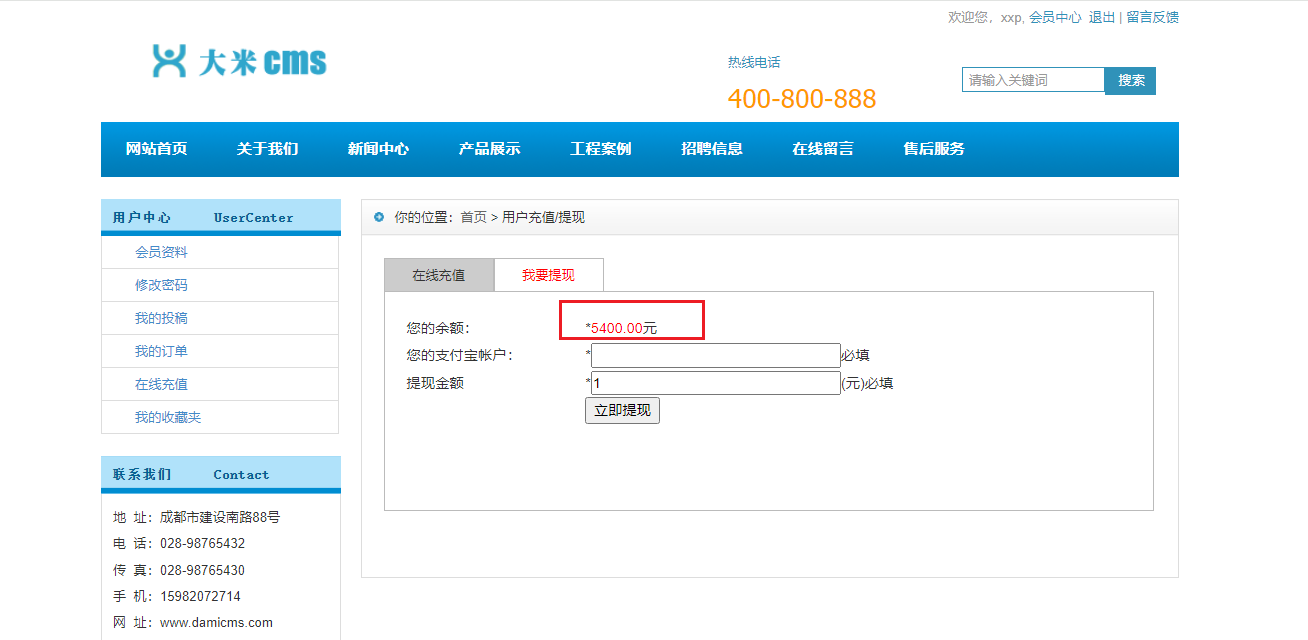 欢迎您，xxp, 会员中心 退出 | 留言反馈
大米cms
热线电话
400-800-888
请输入关键词 搜索
网站首页 关于我们 新闻中心 产品展示 工程案例 招聘信息 在线留言 售后服务
用户中心 UserCenter
会员资料
修改密码
我的投稿
我的订单
在线充值
我的收藏夹
联系我们 Contact
地 址：成都市建设南路88号
电 话：028-98765432
传 真：028-98765430
手 机：15982072714
网 址：www.damicms.com
你的位置：首页 > 用户充值/提现
在线充值 我要提现
您的余额： *5400.00元
您的支付宝帐户： * 必填
提现金额 *1 (元)必填
立即提现